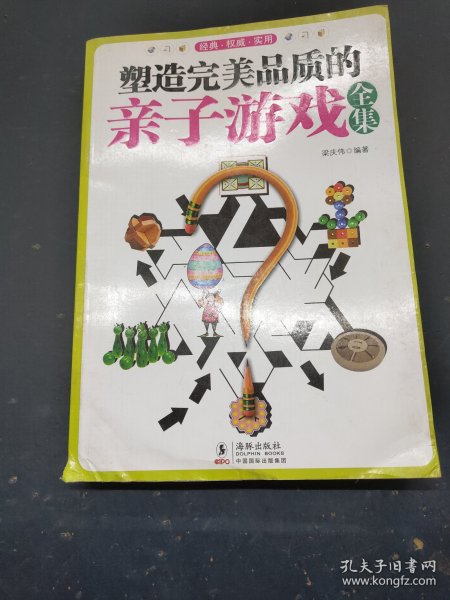 经典·权威·实用
塑造完美品质的
亲子游戏全集
梁庆伟◎编著
海豚出版社
DOLPHIN BOOKS
中国国际出版集团
孔夫子旧书网
www.kongfz.com